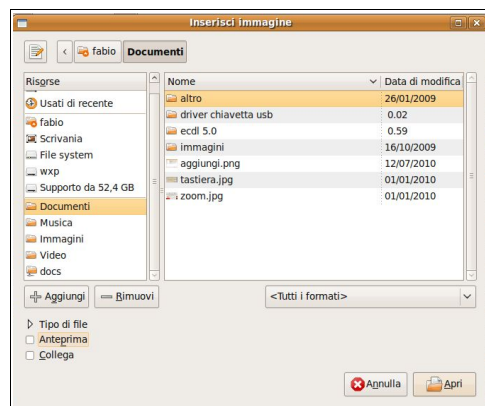 Inserisci immagine
fabio Documenti
Risorse
Usati di recente
fabio
Scrivania
File system
wxp
Supporto da 52,4 GB
Documenti
Musica
Immagini
Video
docs
Nome Data di modifica
altro 26/01/2009
driver chiavetta usb 0.02
ecdl 5.0 0.59
immagini 16/10/2009
aggiungi.png 12/07/2010
tastiera.jpg 01/01/2010
zoom.jpg 01/01/2010
Aggiungi Rimuovi <Tutti i formati>
Tipo di file
Anteprima
Collega
Annulla Apri